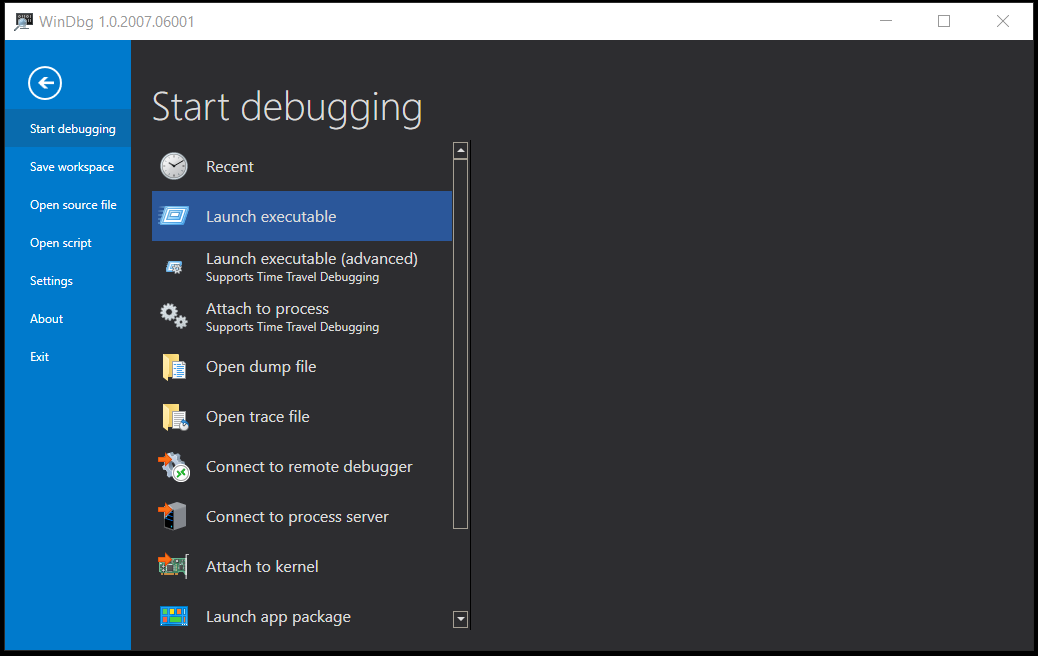 WinDbg 1.0.2007.06001
Start debugging
Save workspace
Open source file
Open script
Settings
About
Exit
Start debugging
Recent
Launch executable
Launch executable (advanced)
Supports Time Travel Debugging
Attach to process
Supports Time Travel Debugging
Open dump file
Open trace file
Connect to remote debugger
Connect to process server
Attach to kernel
Launch app package